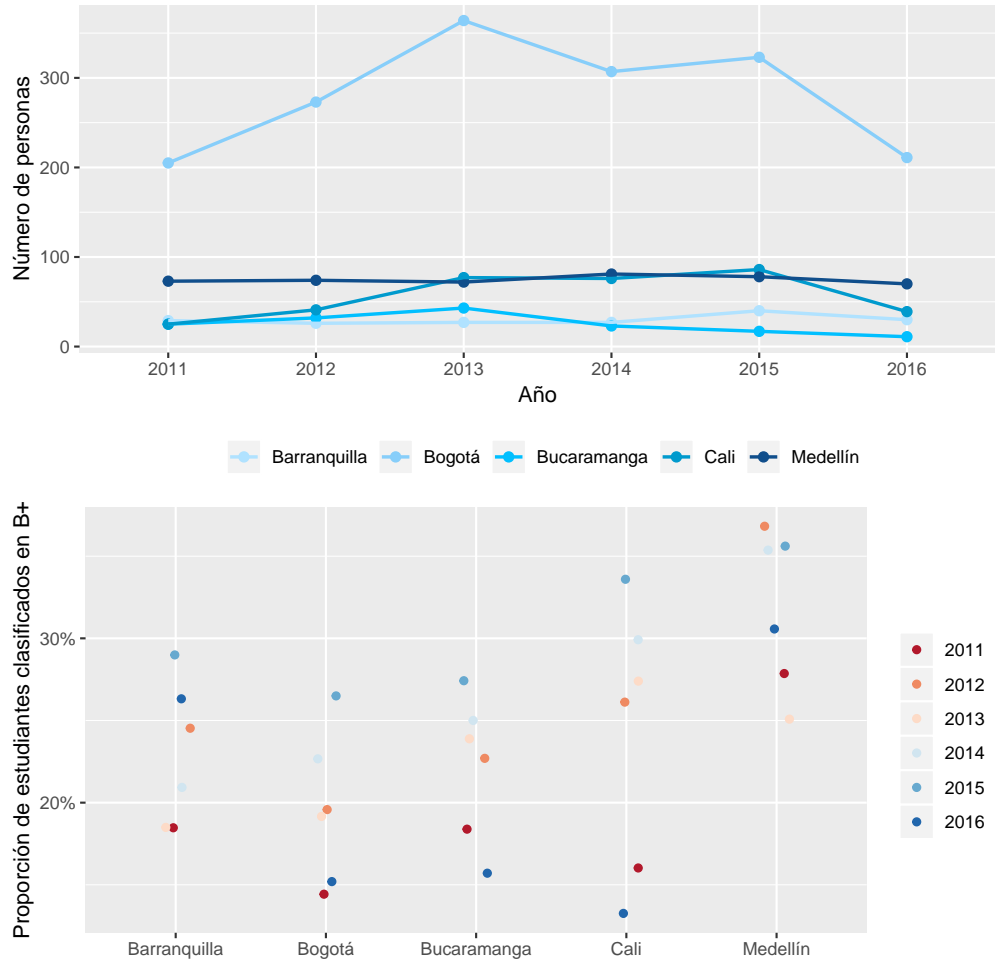 Número de personas
300
200
100
0
2011 2012 2013 2014 2015 2016
Año
Barranquilla Bogotá Bucaramanga Cali Medellín
Proporción de estudiantes clasificados en B+
30%
20%
Barranquilla Bogotá Bucaramanga Cali Medellín
2011
2012
2013
2014
2015
2016